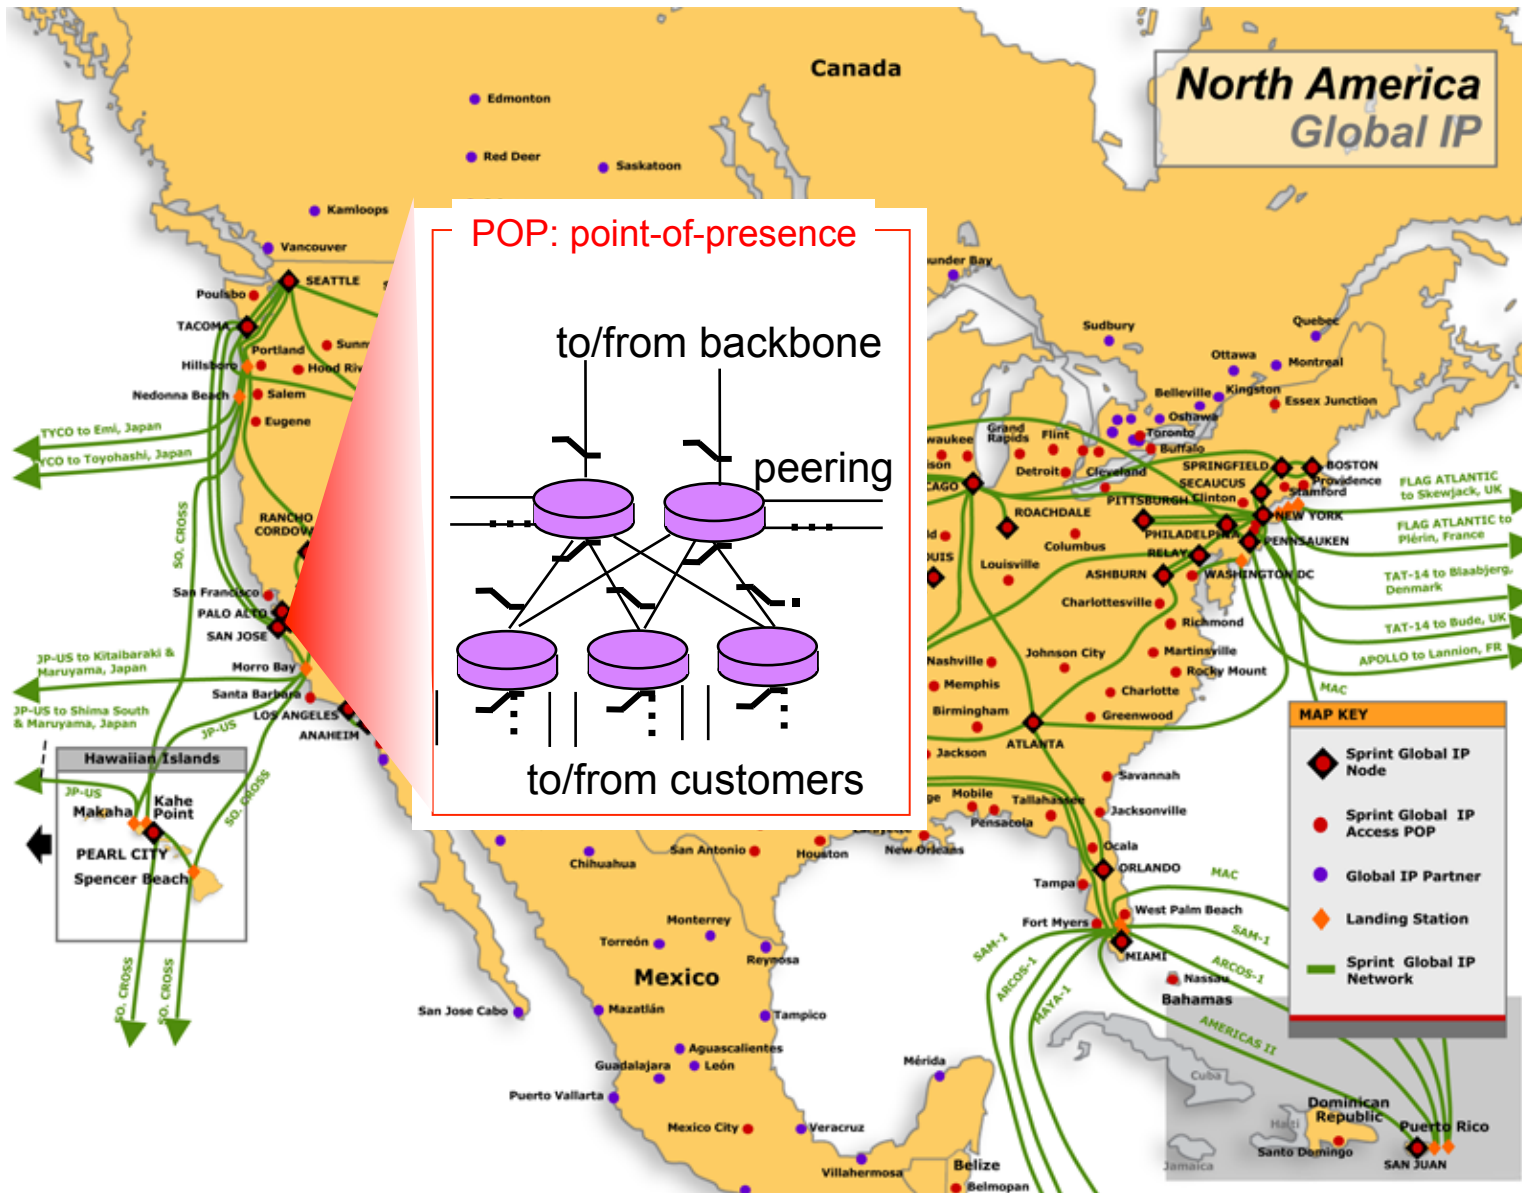 North America
Global IP
Canada
Edmonton
Red Deer
Saskatoon
Kamloops
Vancouver
POP: point-of-presence
to/from backbone
peering
to/from customers
SEATTLE
Poulsbo
TACOMA
Portland
Hillsboro
Nedonna Beach
Salem
Eugene
TYCO to Emi, Japan
YCO to Toyohashi, Japan
SO. CROSS
RANCHO
CORDOV
San Francisco
PALO ALTO
SAN JOSE
JP-US to Kitaibaraki &
Maruyama, Japan
Morro Bay
Santa Barbara
JP-US to Shima South
& Maruyama, Japan
LOS ANGELES
ANAHEIM
JP-US
Hawaiian Islands
JP-US
Makaha
Kahe
Point
SO. CROSS
PEARL CITY
Spencer Beach
SO. CROSS
SO. CROSS
under Bay
Sudbury
Quebec
Ottawa
Montreal
Belleville
Kingston
Essex Junction
Oshawa
Toronto
Buffalo
waukee
Grand
Rapids
Flint
Detroit
Cleveland
CAGO
SPRINGFIELD
BOSTON
Providence
SECAUCUS
Stamford
Clinton
PITTSBURGH
NEW YORK
ROACHDALE
PHILADELPHIA
PENNSAUKEN
Columbus
RELAY
OUIS
Louisville
ASHBURN
WASHINGTON DC
Charlottesville
Richmond
Nashville
Johnson City
Martinsville
Rocky Mount
Memphis
Charlotte
Birmingham
Greenwood
ATLANTA
Jackson
Savannah
Mobile
Tallahassee
Jacksonville
Pensacola
Ocala
ORLANDO
Tampa
West Palm Beach
Fort Myers
MIAMI
FLAG ATLANTIC
to Skewjack, UK
FLAG ATLANTIC to
Plérin, France
TAT-14 to Blaabjerg,
Denmark
TAT-14 to Bude, UK
APOLLO to Lannion, FR
MAC
MAP KEY
Sprint Global IP
Node
Sprint Global IP
Access POP
Global IP Partner
Landing Station
Sprint Global IP
Network
MAC
SAM-1
ARCOS-1
SAM-1
ARCOS-1
MAYA-1
AMERICAS II
Nassau
Bahamas
Cuba
Haiti
Dominican
Republic
Puerto Rico
Santo Domingo
SAN JUAN
Jamaica
San Antonio
Houston
New Orleans
Chihuahua
Monterrey
Torreón
Reynosa
Mexico
San Jose Cabo
Mazatlán
Tampico
Aguascalientes
Guadalajara
León
Mérida
Puerto Vallarta
Mexico City
Veracruz
Villahermosa
Belize
Belmopan